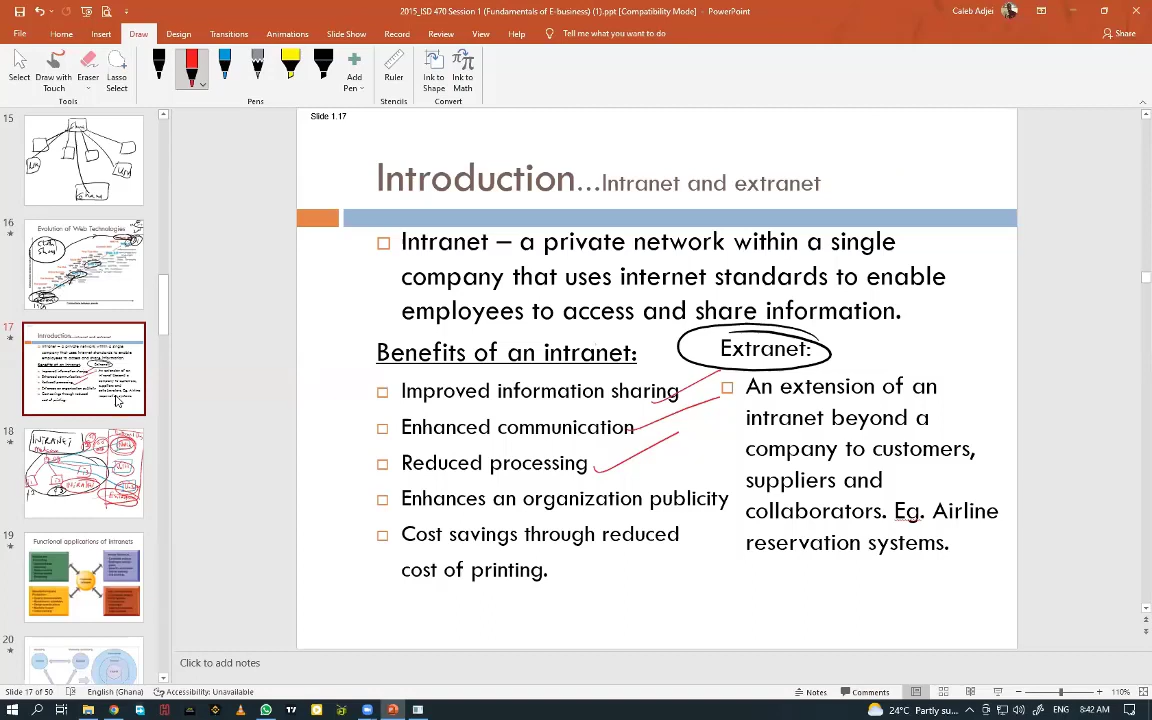 2015_ISD 470 Session 1 (Fundamentals of E-business) (1).ppt [Compatibility Mode] - PowerPoint
Caleb Adjei
File Home Insert Draw Design Transitions Animations Slide Show Record Review View Help Tell me what you want to do Share
Select Draw with Touch Eraser Lasso Select Add Pen Ruler Ink to Shape Ink to Math
Tools Pens Stencils Convert
15
16
Evolution of Web Technologies
17
18
INTRANET
19
Functional applications of Intranets
20
Slide 1.17
Introduction...Intranet and extranet
Intranet – a private network within a single
company that uses internet standards to enable
employees to access and share information.
Benefits of an intranet:
Improved information sharing
Enhanced communication
Reduced processing
Enhances an organization publicity
Cost savings through reduced
cost of printing.
Extranet:
An extension of an
intranet beyond a
company to customers,
suppliers and
collaborators. Eg. Airline
reservation systems.
Click to add notes
Slide 17 of 50 English (Ghana) Accessibility: Unavailable Notes Comments 110%
24°C Partly su... ENG 8:42 AM